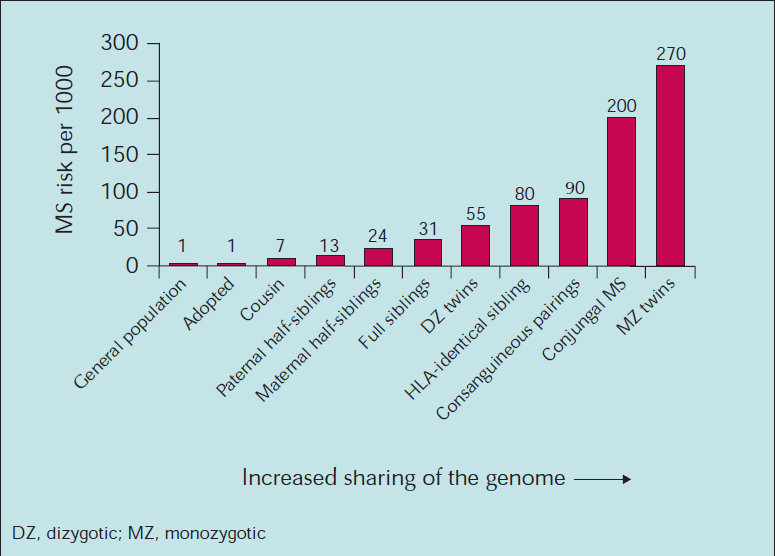 MS risk per 1000
300
250
200
150
100
50
0
1
1
7
13
24
31
55
80
90
200
270
General population
Adopted
Cousin
Paternal half-siblings
Maternal half-siblings
Full siblings
DZ twins
HLA-identical sibling
Consanguineous pairings
Conjungal MS
MZ twins
Increased sharing of the genome
DZ, dizygotic; MZ, monozygotic